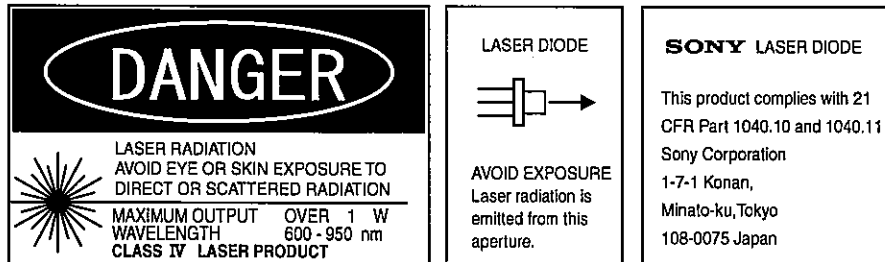 DANGER
LASER RADIATION
AVOID EYE OR SKIN EXPOSURE TO
DIRECT OR SCATTERED RADIATION
MAXIMUM OUTPUT OVER 1 W
WAVELENGTH 600 - 950 nm
CLASS IV LASER PRODUCT
LASER DIODE
AVOID EXPOSURE
Laser radiation is
emitted from this
aperture.
SONY LASER DIODE
This product complies with 21
CFR Part 1040.10 and 1040.11
Sony Corporation
1-7-1 Konan,
Minato-ku,Tokyo
108-0075 Japan